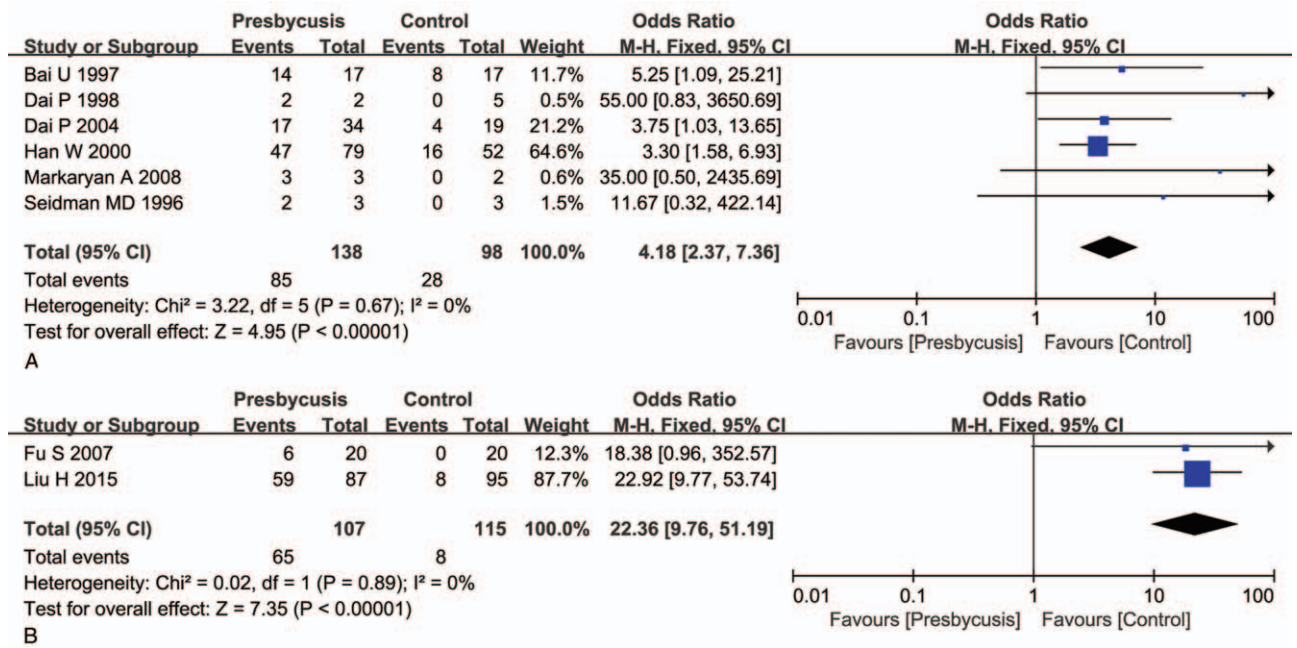 Presbycusis Control Odds Ratio Odds Ratio
Study or Subgroup Events Total Events Total Weight M-H, Fixed, 95% CI M-H, Fixed, 95% CI
Bai U 1997 14 17 8 17 11.7% 5.25 [1.09, 25.21]
Dai P 1998 2 2 0 5 0.5% 55.00 [0.83, 3650.69]
Dai P 2004 17 34 4 19 21.2% 3.75 [1.03, 13.65]
Han W 2000 47 79 16 52 64.6% 3.30 [1.58, 6.93]
Markaryan A 2008 3 3 0 2 0.6% 35.00 [0.50, 2435.69]
Seidman MD 1996 2 3 0 3 1.5% 11.67 [0.32, 422.14]
Total (95% CI) 138 98 100.0% 4.18 [2.37, 7.36]
Total events 85 28
Heterogeneity: Chi² = 3.22, df = 5 (P = 0.67); I² = 0%
Test for overall effect: Z = 4.95 (P < 0.00001)
0.01 0.1 1 10 100
Favours [Presbycusis] Favours [Control]
A
Presbycusis Control Odds Ratio Odds Ratio
Study or Subgroup Events Total Events Total Weight M-H, Fixed, 95% CI M-H, Fixed, 95% CI
Fu S 2007 6 20 0 20 12.3% 18.38 [0.96, 352.57]
Liu H 2015 59 87 8 95 87.7% 22.92 [9.77, 53.74]
Total (95% CI) 107 115 100.0% 22.36 [9.76, 51.19]
Total events 65 8
Heterogeneity: Chi² = 0.02, df = 1 (P = 0.89); I² = 0%
Test for overall effect: Z = 7.35 (P < 0.00001)
0.01 0.1 1 10 100
Favours [Presbycusis] Favours [Control]
B